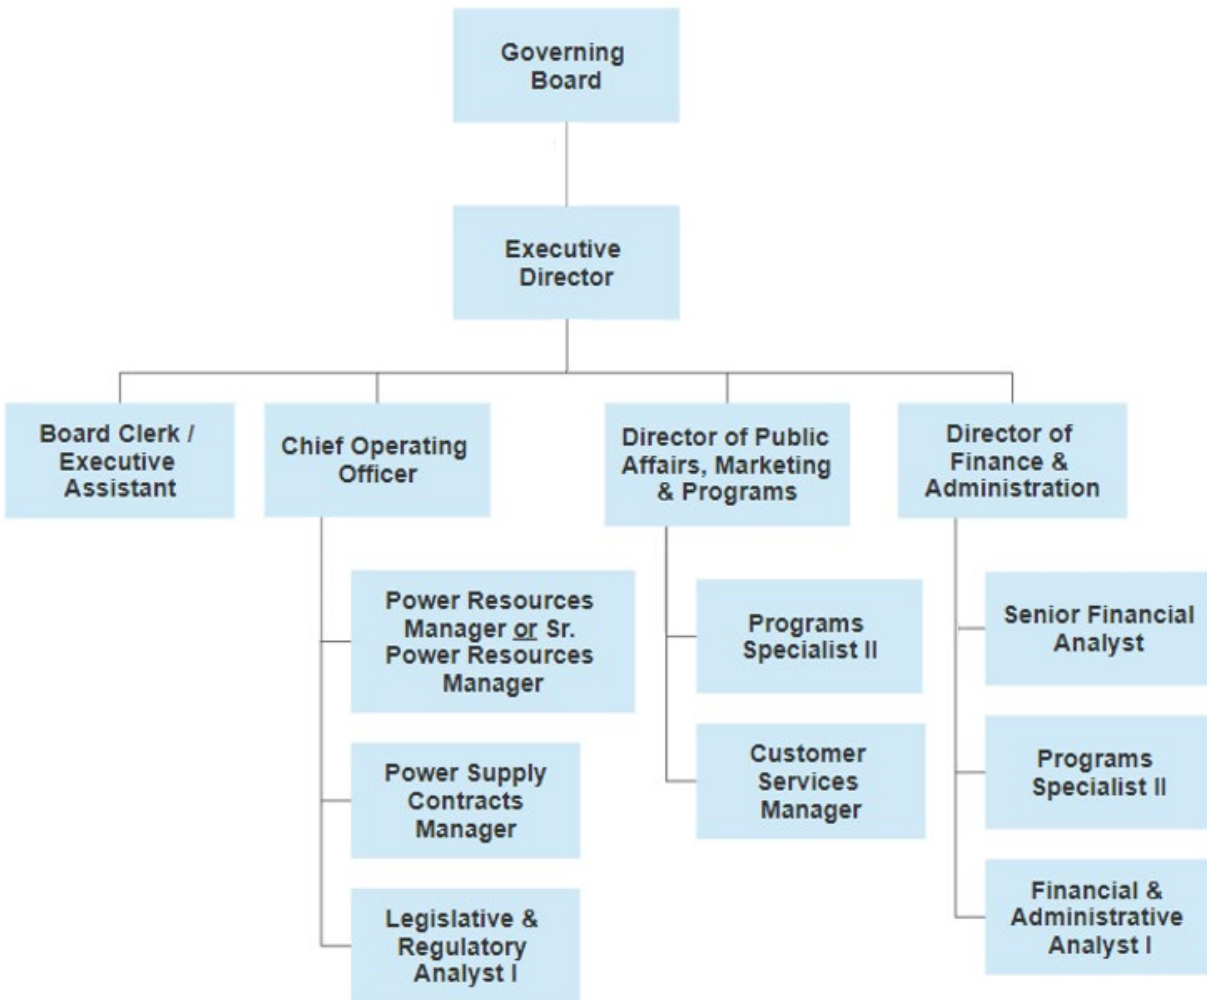 Governing
Board
Executive
Director
Board Clerk /
Executive
Assistant
Chief Operating
Officer
Director of Public
Affairs, Marketing
& Programs
Director of
Finance &
Administration
Power Resources
Manager or Sr.
Power Resources
Manager
Power Supply
Contracts
Manager
Legislative &
Regulatory
Analyst I
Programs
Specialist II
Customer
Services
Manager
Senior Financial
Analyst
Programs
Specialist II
Financial &
Administrative
Analyst I